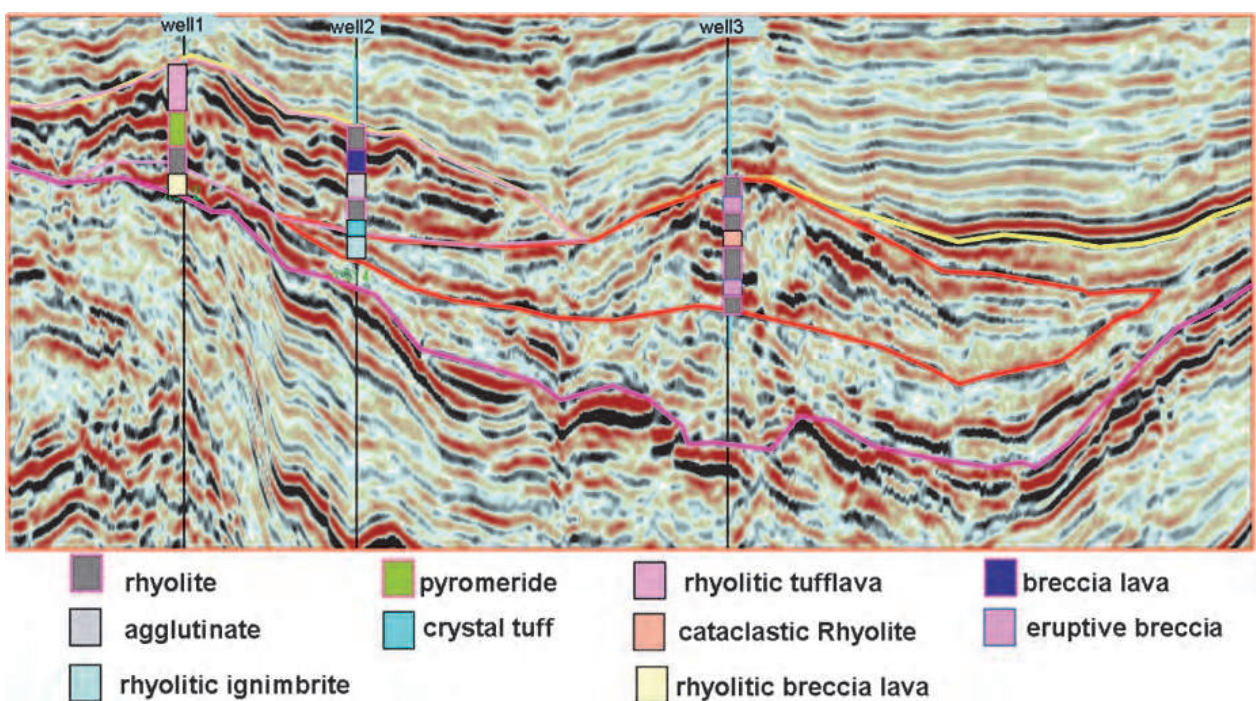 well1 well2 well3
rhyolite pyromeride rhyolitic tufflava breccia lava
agglutinate crystal tuff cataclastic Rhyolite eruptive breccia
rhyolitic ignimbrite rhyolitic breccia lava